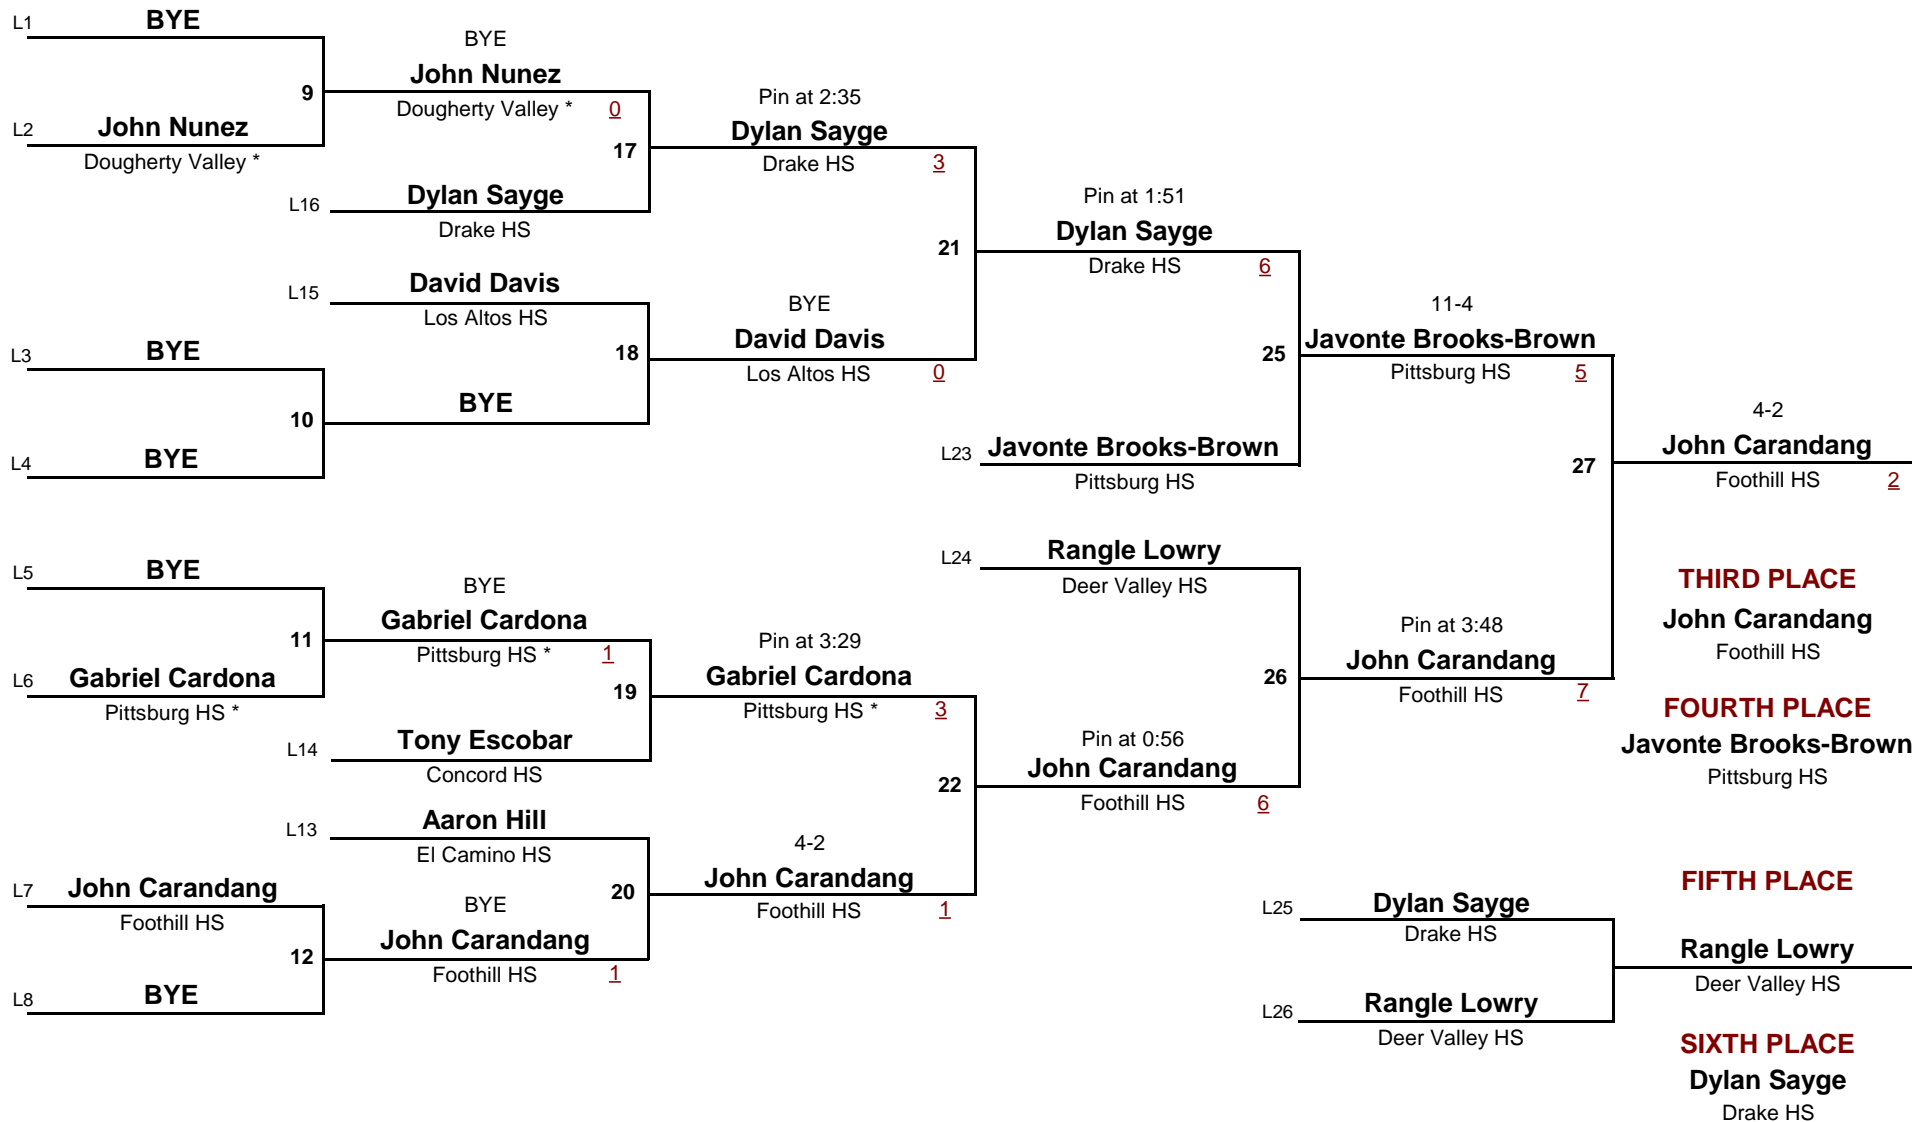 L1
BYE
9
L2
John Nunez
Dougherty Valley *
L3
BYE
10
L4
BYE
L5
BYE
11
L6
Gabriel Cardona
Pittsburg HS *
L7
John Carandang
Foothill HS
12
L8
BYE
BYE
John Nunez
Dougherty Valley *
0
17
L16
Dylan Sayge
Drake HS
L15
David Davis
Los Altos HS
18
BYE
BYE
Gabriel Cardona
Pittsburg HS *
1
19
L14
Tony Escobar
Concord HS
L13
Aaron Hill
El Camino HS
20
BYE
John Carandang
Foothill HS
1
Pin at 2:35
Dylan Sayge
Drake HS
3
21
BYE
David Davis
Los Altos HS
0
Pin at 3:29
Gabriel Cardona
Pittsburg HS *
3
22
4-2
John Carandang
Foothill HS
1
Pin at 1:51
Dylan Sayge
Drake HS
6
25
L23
Javonte Brooks-Brown
Pittsburg HS
L24
Rangle Lowry
Deer Valley HS
26
Pin at 0:56
John Carandang
Foothill HS
6
11-4
Javonte Brooks-Brown
Pittsburg HS
5
27
Pin at 3:48
John Carandang
Foothill HS
7
L25
Dylan Sayge
Drake HS
L26
Rangle Lowry
Deer Valley HS
4-2
John Carandang
Foothill HS
2
THIRD PLACE
John Carandang
Foothill HS
FOURTH PLACE
Javonte Brooks-Brown
Pittsburg HS
FIFTH PLACE
Rangle Lowry
Deer Valley HS
SIXTH PLACE
Dylan Sayge
Drake HS